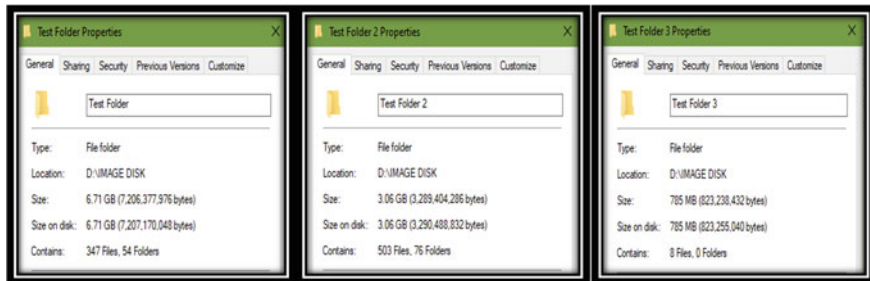 Test Folder Properties
General Sharing Security Previous Versions Customize
Test Folder
Type: File folder
Location: D:\IMAGE DISK
Size: 6.71 GB (7,206,377,976 bytes)
Size on disk: 6.71 GB (7,207,170,048 bytes)
Contains: 347 Files, 54 Folders
Test Folder 2 Properties
General Sharing Security Previous Versions Customize
Test Folder 2
Type: File folder
Location: D:\IMAGE DISK
Size: 3.06 GB (3,289,404,286 bytes)
Size on disk: 3.06 GB (3,290,488,832 bytes)
Contains: 503 Files, 76 Folders
Test Folder 3 Properties
General Sharing Security Previous Versions Customize
Test Folder 3
Type: File folder
Location: D:\IMAGE DISK
Size: 785 MB (823,238,432 bytes)
Size on disk: 785 MB (823,255,040 bytes)
Contains: 8 Files, 0 Folders